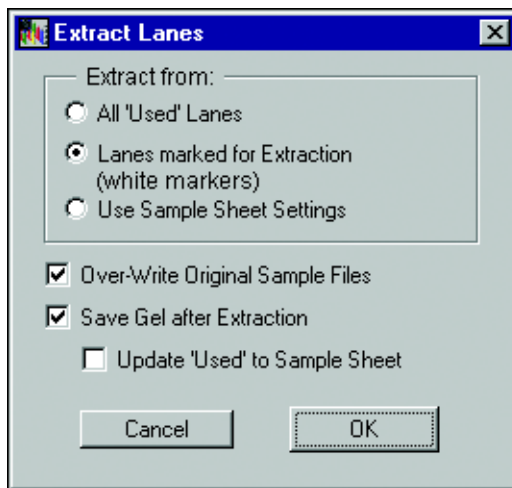 Extract Lanes
Extract from:
All 'Used' Lanes
Lanes marked for Extraction
(white markers)
Use Sample Sheet Settings
Over-Write Original Sample Files
Save Gel after Extraction
Update 'Used' to Sample Sheet
Cancel
OK